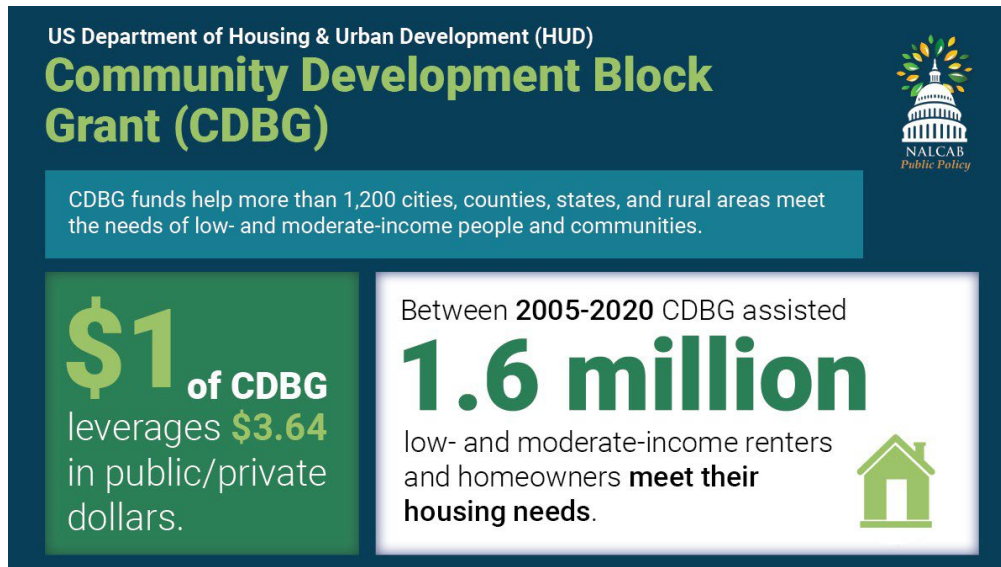 US Department of Housing & Urban Development (HUD)
Community Development Block
Grant (CDBG)
NALCAB
Public Policy
CDBG funds help more than 1,200 cities, counties, states, and rural areas meet
the needs of low- and moderate-income people and communities.
$1 of CDBG
leverages $3.64
in public/private
dollars.
Between 2005-2020 CDBG assisted
1.6 million
low- and moderate-income renters
and homeowners meet their
housing needs.